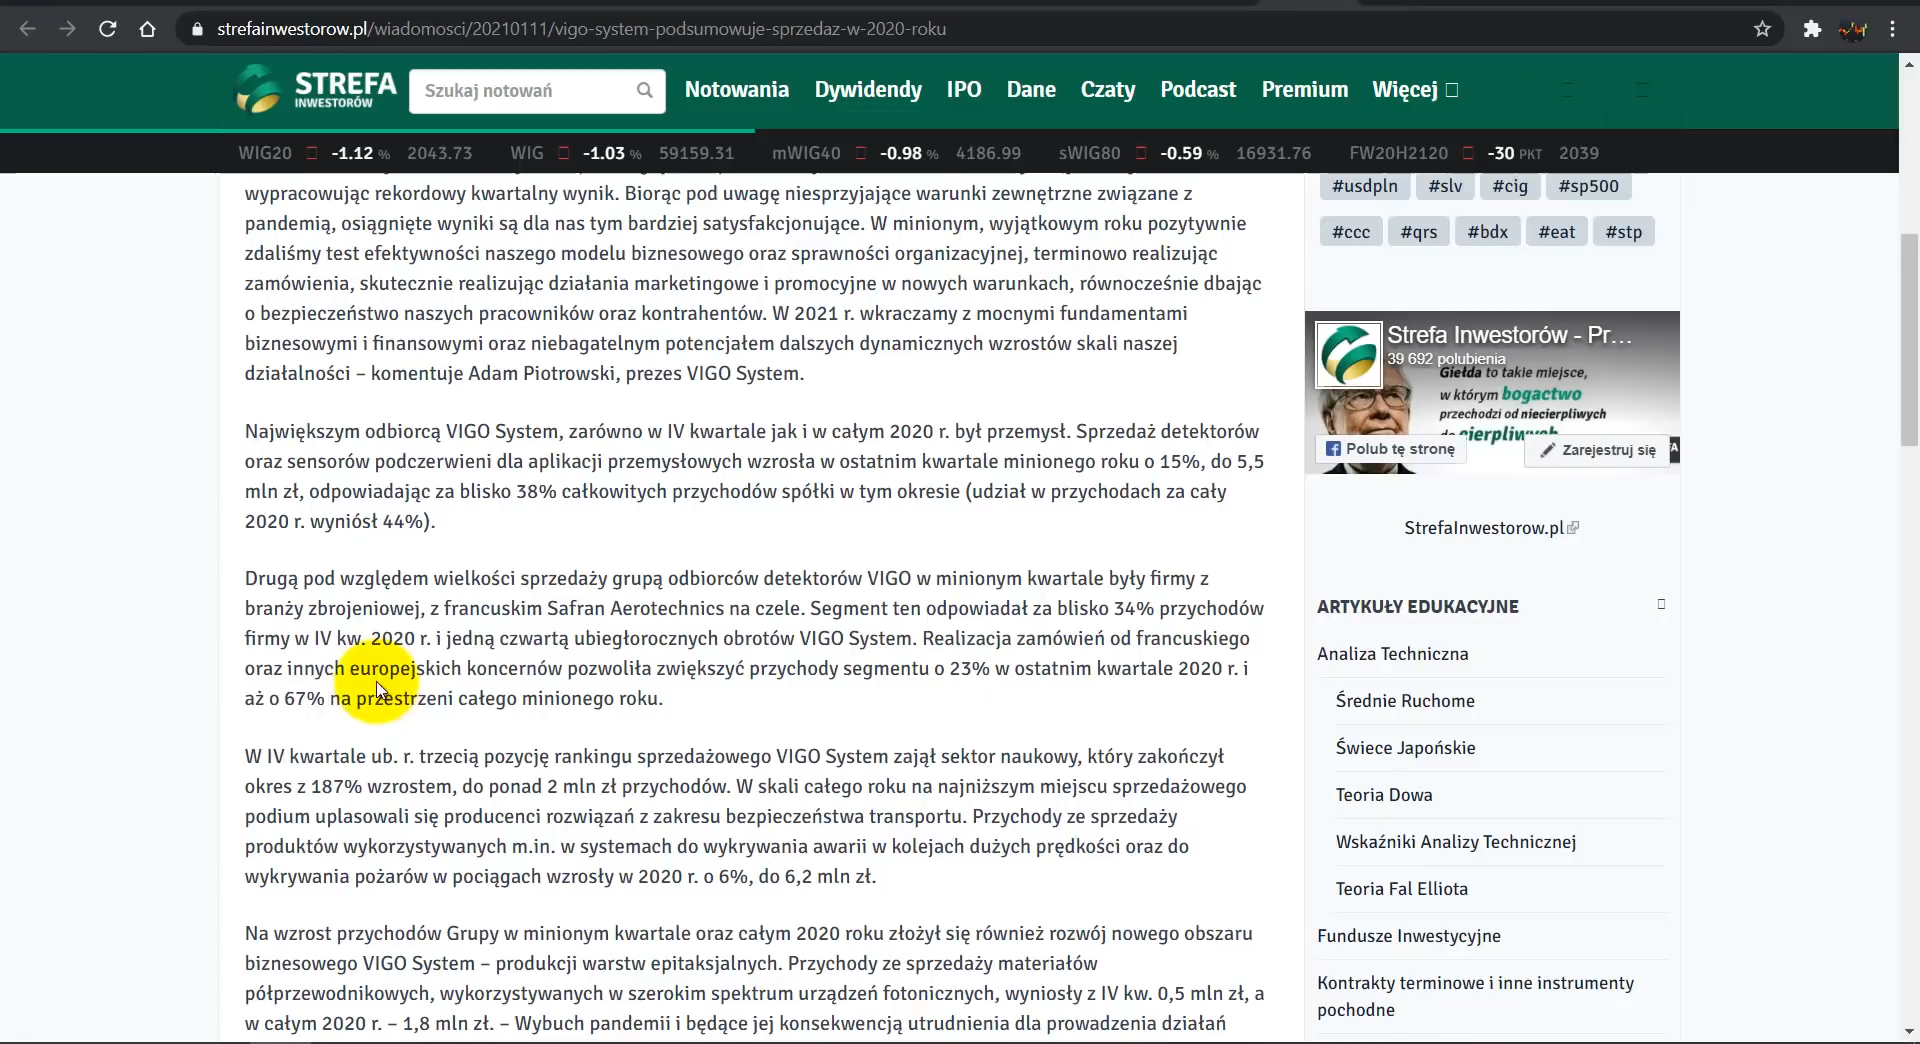 strefainwestorow.pl/wiadomosci/20210111/vigo-system-podsumowuje-sprzedaz-w-2020-roku
STREFA
INWESTORÓW
Szukaj notowań
Notowania Dywidendy IPO Dane Czaty Podcast Premium Więcej
WIG20 -1.12 % 2043.73 WIG -1.03 % 59159.31 mWIG40 -0.98 % 4186.99 sWIG80 -0.59 % 16931.76 FW20H2120 -30 PKT 2039
wypracowując rekordowy kwartalny wynik. Biorąc pod uwagę niesprzyjające warunki zewnętrzne związane z
pandemią, osiągnięte wyniki są dla nas tym bardziej satysfakcjonujące. W minionym, wyjątkowym roku pozytywnie
zdaliśmy test efektywności naszego modelu biznesowego oraz sprawności organizacyjnej, terminowo realizując
zamówienia, skutecznie realizując działania marketingowe i promocyjne w nowych warunkach, równocześnie dbając
o bezpieczeństwo naszych pracowników oraz kontrahentów. W 2021 r. wkraczamy z mocnymi fundamentami
biznesowymi i finansowymi oraz niebagatelnym potencjałem dalszych dynamicznych wzrostów skali naszej
działalności – komentuje Adam Piotrowski, prezes VIGO System.
Największym odbiorcą VIGO System, zarówno w IV kwartale jak i w całym 2020 r. był przemysł. Sprzedaż detektorów
oraz sensorów podczerwieni dla aplikacji przemysłowych wzrosła w ostatnim kwartale minionego roku o 15%, do 5,5
mln zł, odpowiadając za blisko 38% całkowitych przychodów spółki w tym okresie (udział w przychodach za cały
2020 r. wyniósł 44%).
Drugą pod względem wielkości sprzedaży grupą odbiorców detektorów VIGO w minionym kwartale były firmy z
branży zbrojeniowej, z francuskim Safran Aerotechnics na czele. Segment ten odpowiadał za blisko 34% przychodów
firmy w IV kw. 2020 r. i jedną czwartą ubiegłorocznych obrotów VIGO System. Realizacja zamówień od francuskiego
oraz innych europejskich koncernów pozwoliła zwiększyć przychody segmentu o 23% w ostatnim kwartale 2020 r. i
aż o 67% na przestrzeni całego minionego roku.
W IV kwartale ub. r. trzecią pozycję rankingu sprzedażowego VIGO System zajął sektor naukowy, który zakończył
okres z 187% wzrostem, do ponad 2 mln zł przychodów. W skali całego roku na najniższym miejscu sprzedażowego
podium uplasowali się producenci rozwiązań z zakresu bezpieczeństwa transportu. Przychody ze sprzedaży
produktów wykorzystywanych m.in. w systemach do wykrywania awarii w kolejach dużych prędkości oraz do
wykrywania pożarów w pociągach wzrosły w 2020 r. o 6%, do 6,2 mln zł.
Na wzrost przychodów Grupy w minionym kwartale oraz całym 2020 roku złożył się również rozwój nowego obszaru
biznesowego VIGO System – produkcji warstw epitaksjalnych. Przychody ze sprzedaży materiałów
półprzewodnikowych, wykorzystywanych w szerokim spektrum urządzeń fotonicznych, wyniosły z IV kw. 0,5 mln zł, a
w całym 2020 r. – 1,8 mln zł. – Wybuch pandemii i będące jej konsekwencją utrudnienia dla prowadzenia działań
#usdpln #slv #cig #sp500
#ccc #qrs #bdx #eat #stp
Strefa Inwestorów - Pr...
39 692 polubienia
Giełda to takie miejsce,
w którym bogactwo
przechodzi od niecierpliwych
Polub tę stronę
Zarejestruj się
StrefaInwestorow.pl
ARTYKUŁY EDUKACYJNE
Analiza Techniczna
Średnie Ruchome
Świece Japońskie
Teoria Dowa
Wskaźniki Analizy Technicznej
Teoria Fal Elliota
Fundusze Inwestycyjne
Kontrakty terminowe i inne instrumenty
pochodne